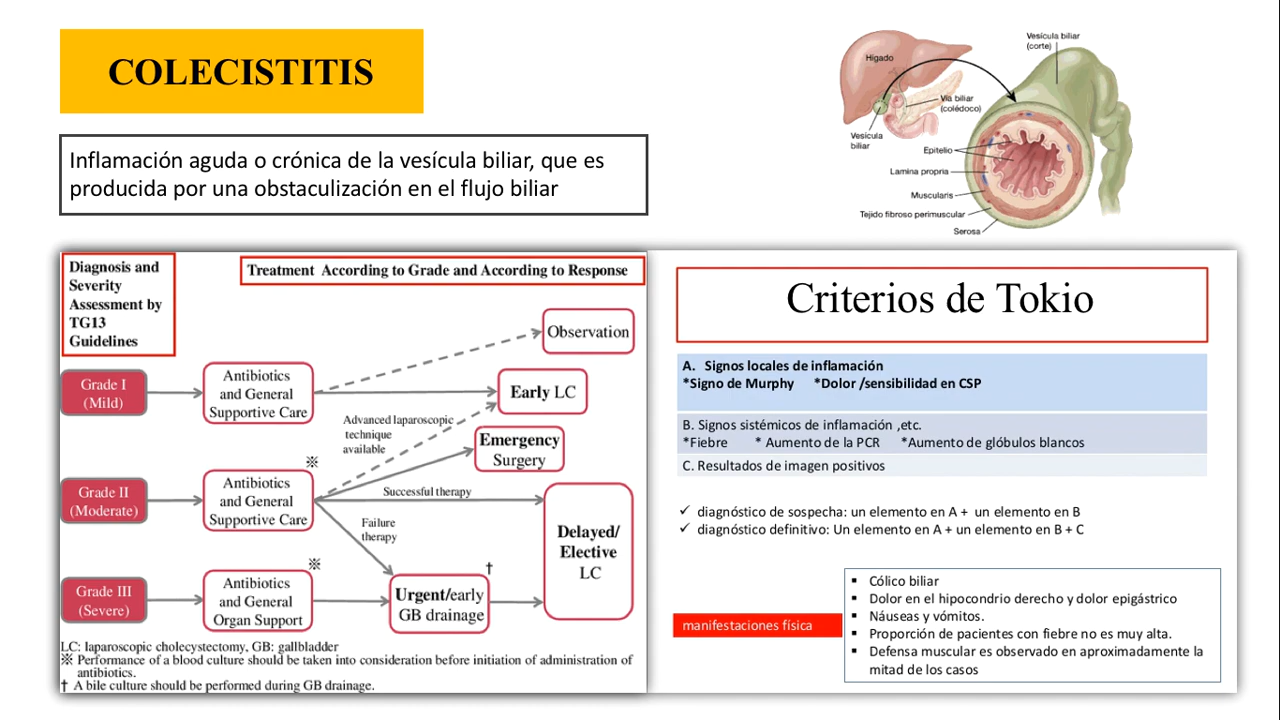 COLECISTITIS
Inflamación aguda o crónica de la vesícula biliar, que es
producida por una obstaculización en el flujo biliar
Hígado
Vesícula biliar
(corte)
Vía biliar
(colédoco)
Vesícula
biliar
Epitelio
Lamina propria
Muscularis
Tejido fibroso perimuscular
Serosa
Diagnosis and
Severity
Assessment by
TG13
Guidelines
Treatment According to Grade and According to Response
Observation
Grade I
(Mild)
Antibiotics
and General
Supportive Care
Early LC
Advanced laparoscopic
technique
available
Emergency
Surgery
※
Grade II
(Moderate)
Antibiotics
and General
Supportive Care
Successful therapy
Failure
therapy
Delayed/
Elective
LC
※
†
Grade III
(Severe)
Antibiotics
and General
Organ Support
Urgent/early
GB drainage
LC: laparoscopic cholecystectomy, GB: gallbladder
※ Performance of a blood culture should be taken into consideration before initiation of administration of
antibiotics.
† A bile culture should be performed during GB drainage.
Criterios de Tokio
A. Signos locales de inflamación
*Signo de Murphy *Dolor /sensibilidad en CSP
B. Signos sistémicos de inflamación ,etc.
*Fiebre * Aumento de la PCR *Aumento de glóbulos blancos
C. Resultados de imagen positivos
✓ diagnóstico de sospecha: un elemento en A + un elemento en B
✓ diagnóstico definitivo: Un elemento en A + un elemento en B + C
manifestaciones física
▪ Cólico biliar
▪ Dolor en el hipocondrio derecho y dolor epigástrico
▪ Náuseas y vómitos.
▪ Proporción de pacientes con fiebre no es muy alta.
▪ Defensa muscular es observado en aproximadamente la
mitad de los casos